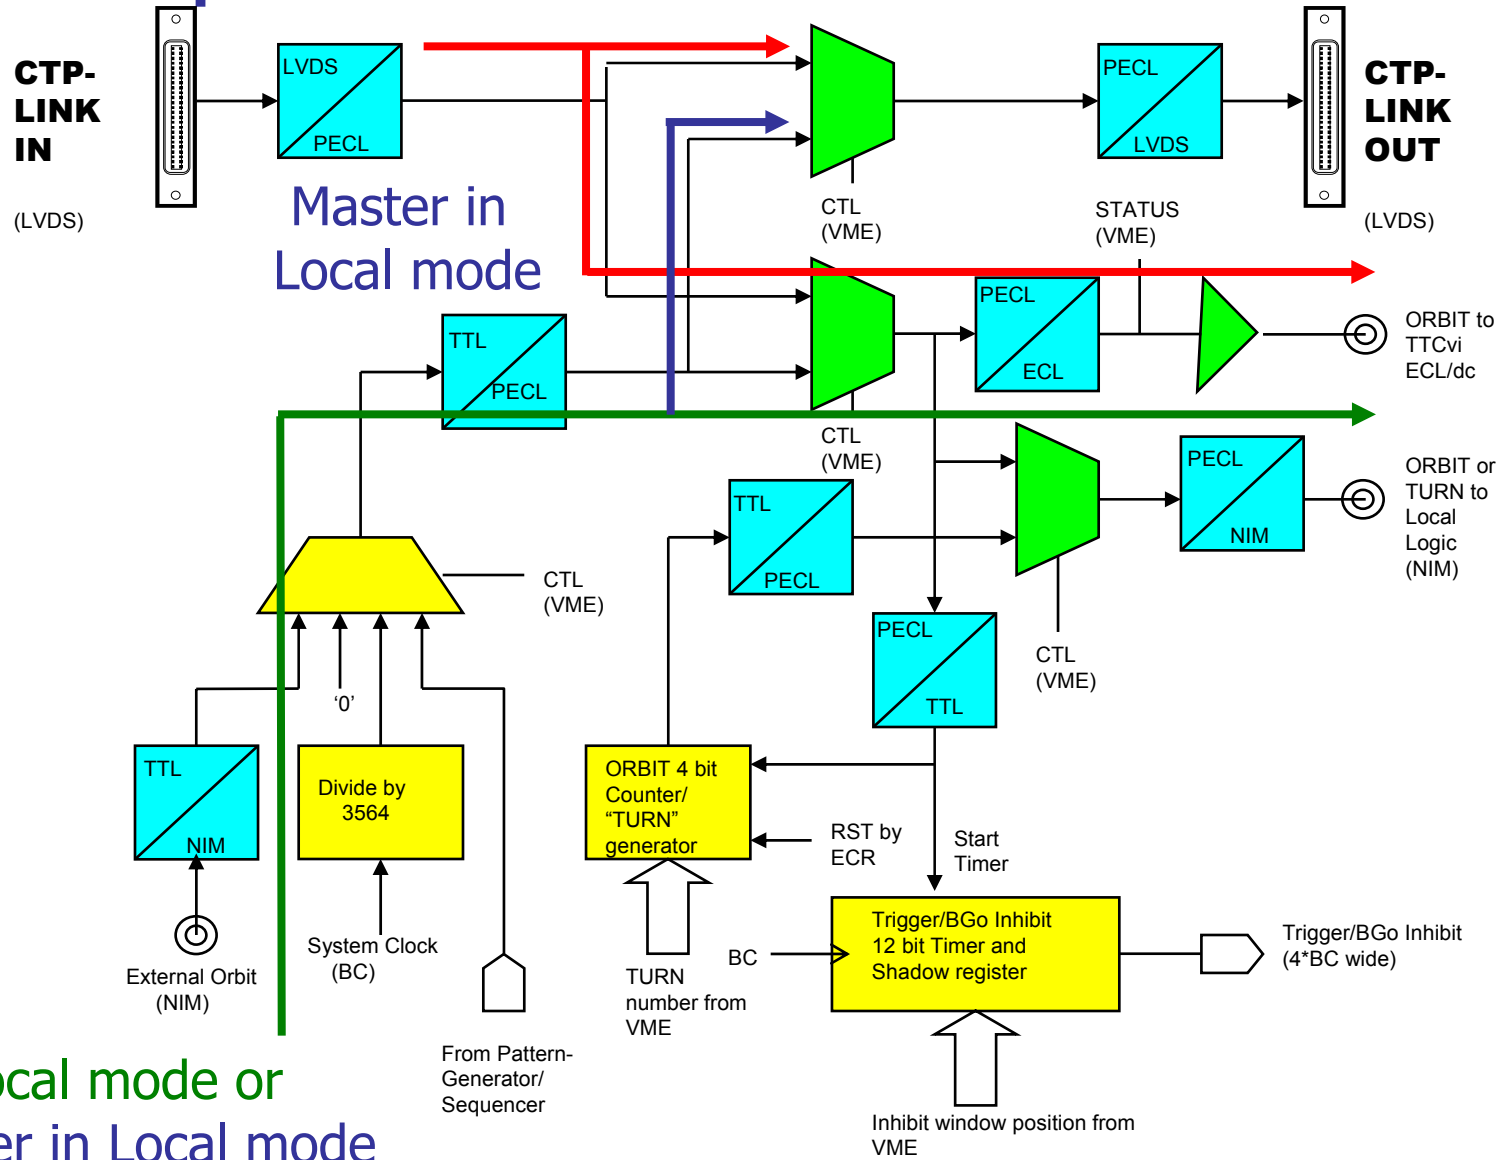 CTP-
LINK
IN
(LVDS)
LVDS
PECL
PECL
LVDS
CTP-
LINK
OUT
(LVDS)
Master in
Local mode
CTL
(VME)
STATUS
(VME)
TTL
PECL
PECL
ECL
ORBIT to
TTCvi
ECL/dc
CTL
(VME)
TTL
PECL
PECL
NIM
ORBIT or
TURN to
Local
Logic
(NIM)
CTL
(VME)
PECL
TTL
CTL
(VME)
'0'
TTL
NIM
Divide by
3564
ORBIT 4 bit
Counter/
“TURN”
generator
RST by
ECR
Start
Timer
External Orbit
(NIM)
System Clock
(BC)
From Pattern-
Generator/
Sequencer
TURN
number from
VME
BC
Trigger/BGo Inhibit
12 bit Timer and
Shadow register
Trigger/BGo Inhibit
(4*BC wide)
Inhibit window position from
VME
mode or
in Local mode